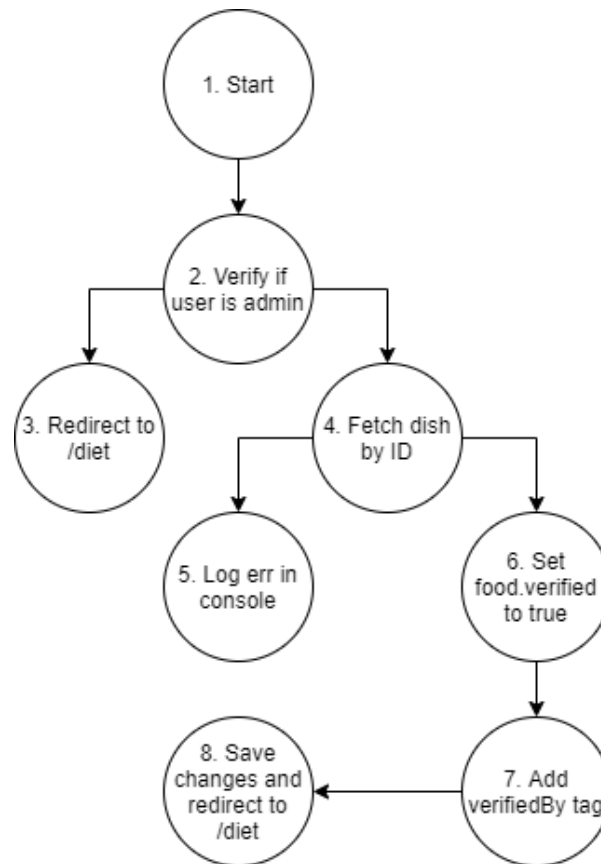 1. Start
2. Verify if
user is admin
3. Redirect to
/diet
4. Fetch dish
by ID
5. Log err in
console
6. Set
food.verified
to true
7. Add
verifiedBy tag
8. Save
changes and
redirect to
/diet